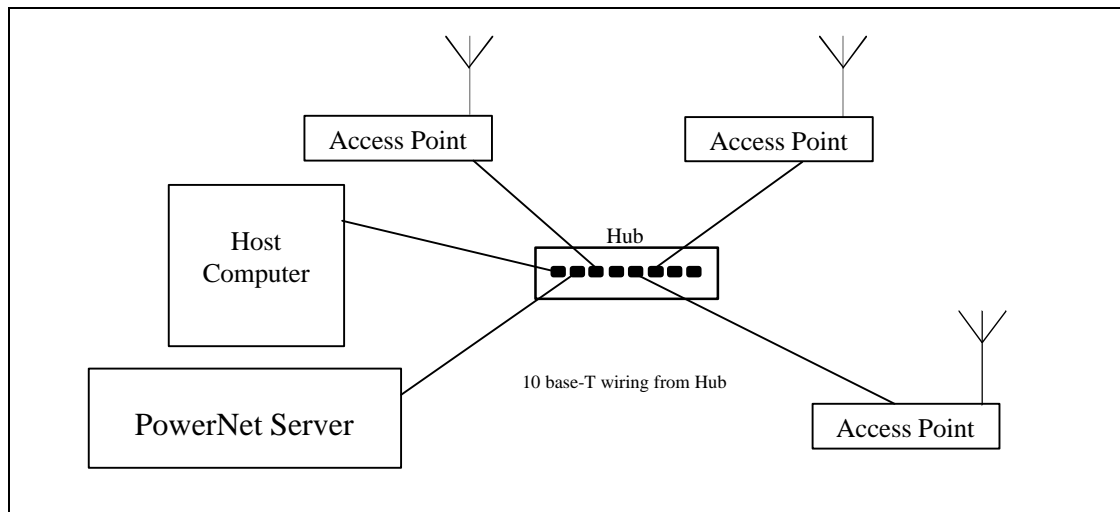 Access Point
Access Point
Host
Computer
Hub
PowerNet Server
10 base-T wiring from Hub
Access Point